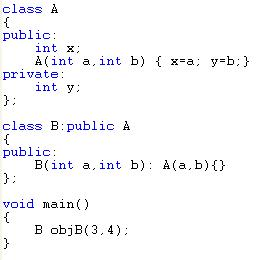 class A
{
public:
    int x;
    A(int a,int b) { x=a; y=b;}
private:
    int y;
};

class B:public A
{
public:
    B(int a,int b): A(a,b){}
};

void main()
{
    B objB(3,4);
}